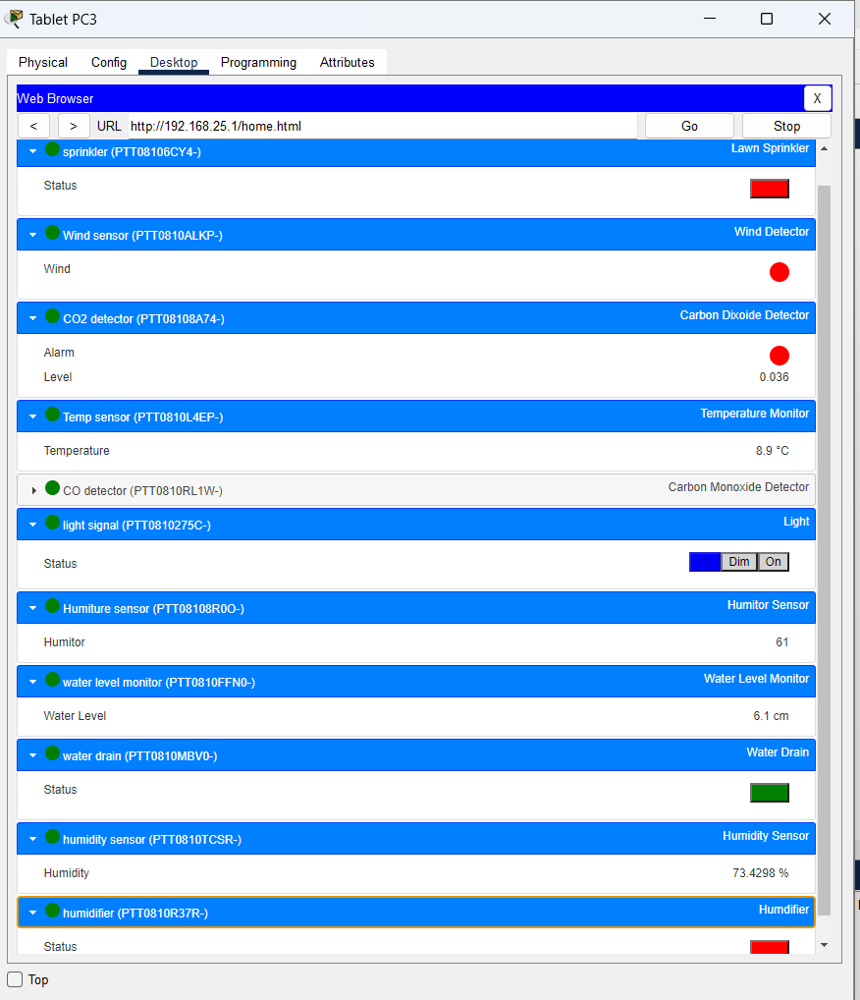 Tablet PC3
Physical Config Desktop Programming Attributes
Web Browser X
< > URL http://192.168.25.1/home.html Go Stop
sprinkler (PTT08106CY4-) Lawn Sprinkler
Status
Wind sensor (PTT0810ALKP-) Wind Detector
Wind
CO2 detector (PTT08108A74-) Carbon Dixoide Detector
Alarm
Level 0.036
Temp sensor (PTT0810L4EP-) Temperature Monitor
Temperature 8.9 °C
CO detector (PTT0810RL1W-) Carbon Monoxide Detector
light signal (PTT0810275C-) Light
Status Dim On
Humiture sensor (PTT08108R0O-) Humitor Sensor
Humitor 61
water level monitor (PTT0810FFN0-) Water Level Monitor
Water Level 6.1 cm
water drain (PTT0810MBV0-) Water Drain
Status
humidity sensor (PTT0810TCSR-) Humidity Sensor
Humidity 73.4298 %
humidifier (PTT0810R37R-) Humdifier
Status
Top